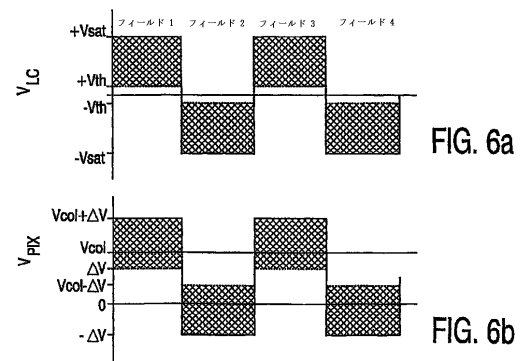 フィールド 1 フィールド 2 フィールド 3 フィールド 4
+Vsat
+Vth
-Vth
-Vsat
VLC
FIG. 6a
Vcol+ΔV
Vcol
ΔV
Vcol-ΔV
0
- ΔV
VPIX
FIG. 6b